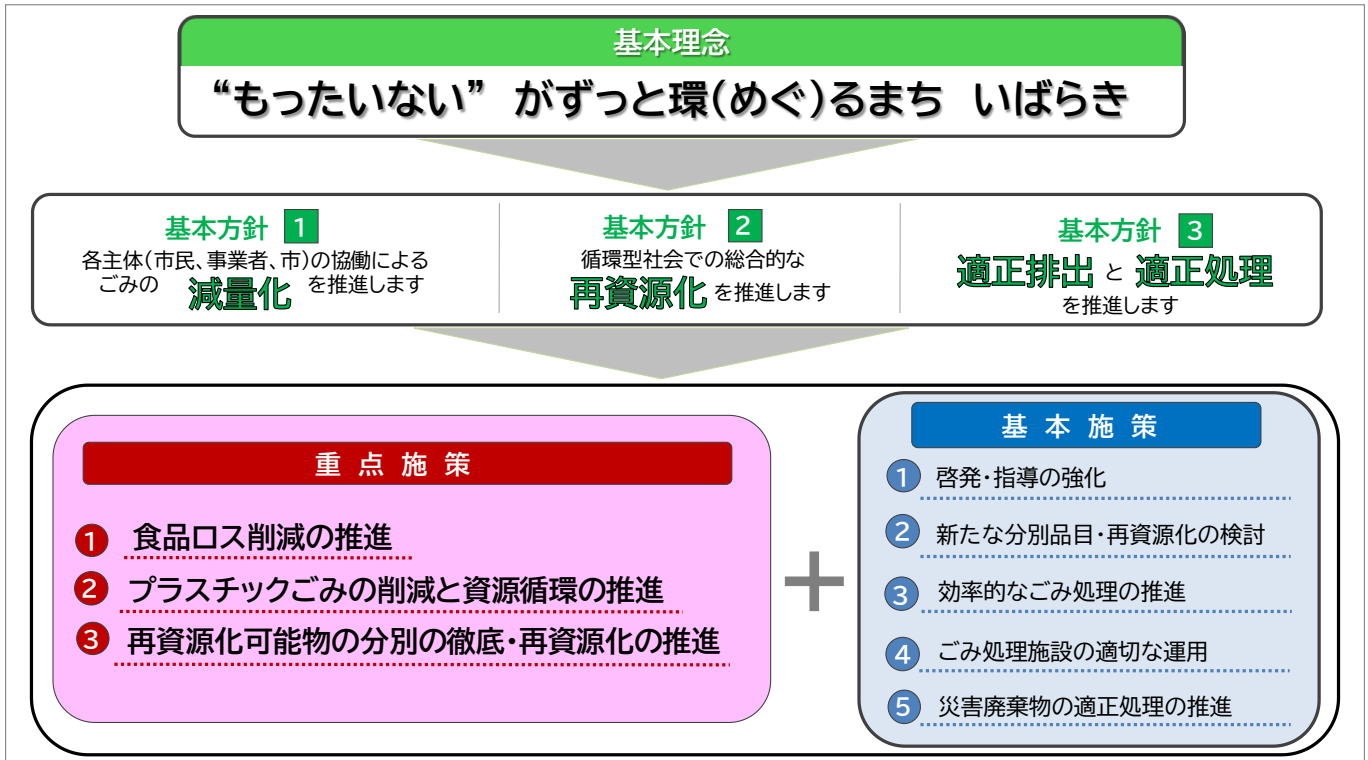 基本理念
“もったいない” がずっと環(めぐ)るまち いばらき
基本方針 1
各主体(市民、事業者、市)の協働による
ごみの 減量化 を推進します
基本方針 2
循環型社会での総合的な
再資源化 を推進します
基本方針 3
適正排出 と 適正処理
を推進します
重点施策
1 食品ロス削減の推進
2 プラスチックごみの削減と資源循環の推進
3 再資源化可能物の分別の徹底・再資源化の推進
+
基本施策
1 啓発・指導の強化
2 新たな分別品目・再資源化の検討
3 効率的なごみ処理の推進
4 ごみ処理施設の適切な運用
5 災害廃棄物の適正処理の推進